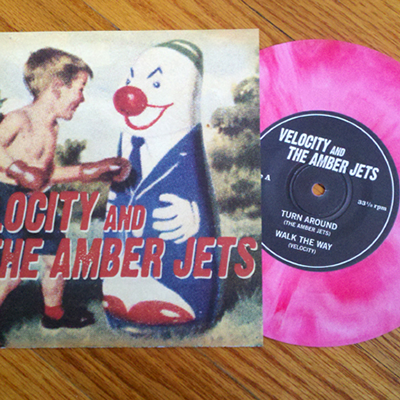 LOCITY AND
THE AMBER JETS
VELOCITY AND
THE AMBER JETS
A
33⅓ rpm
TURN AROUND
(THE AMBER JETS)
WALK THE WAY
(VELOCITY)